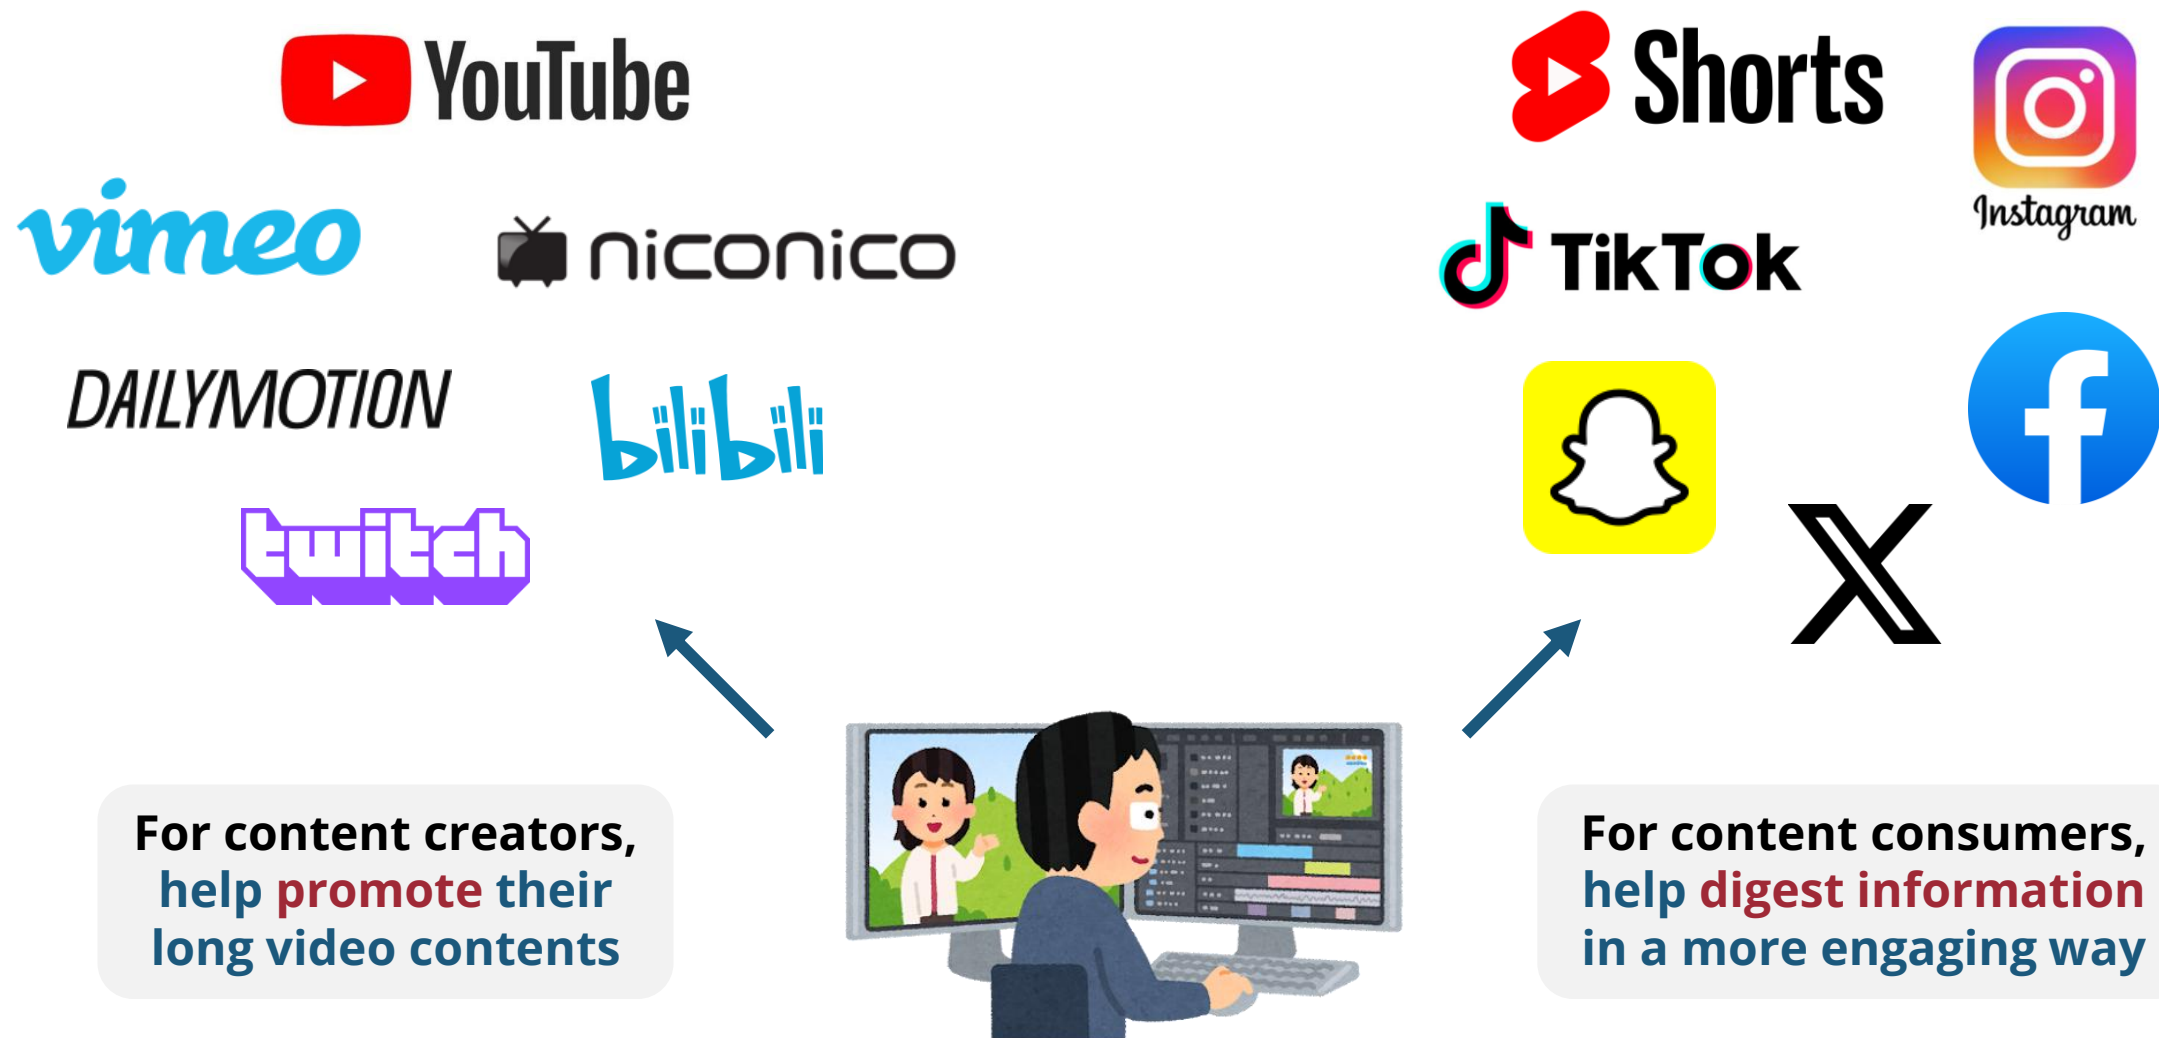 YouTube
vimeo
niconico
DAILYMOTION
bilibili
twitch
Shorts
Instagram
TikTok
For content creators,
help promote their
long video contents
For content consumers,
help digest information
in a more engaging way